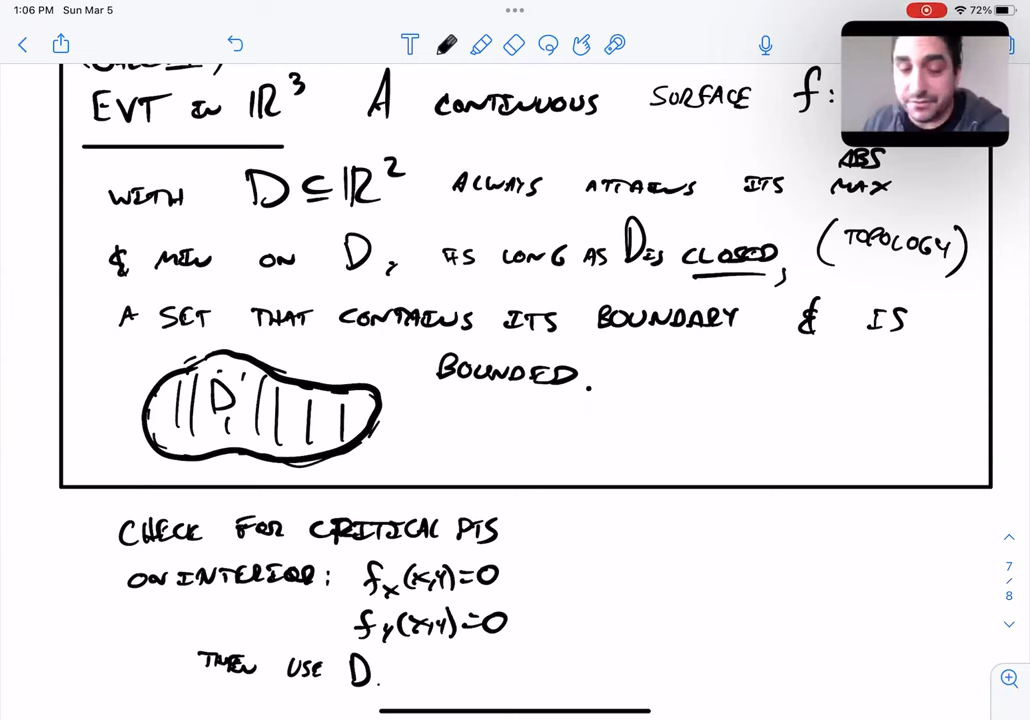 1:06 PM Sun Mar 5
72%
EVT IN ℝ³ A CONTINUOUS SURFACE f:
WITH D ⊆ ℝ² ALWAYS ATTAINS ITS ABS MAX
& MIN ON D, AS LONG AS D IS CLOSED, (TOPOLOGY)
A SET THAT CONTAINS ITS BOUNDARY & IS
BOUNDED.
D
CHECK FOR CRITICAL PTS
ON INTERIOR: fₓ(x,y)=0
f_y(x,y)=0
THEN USE D.
7
/
8